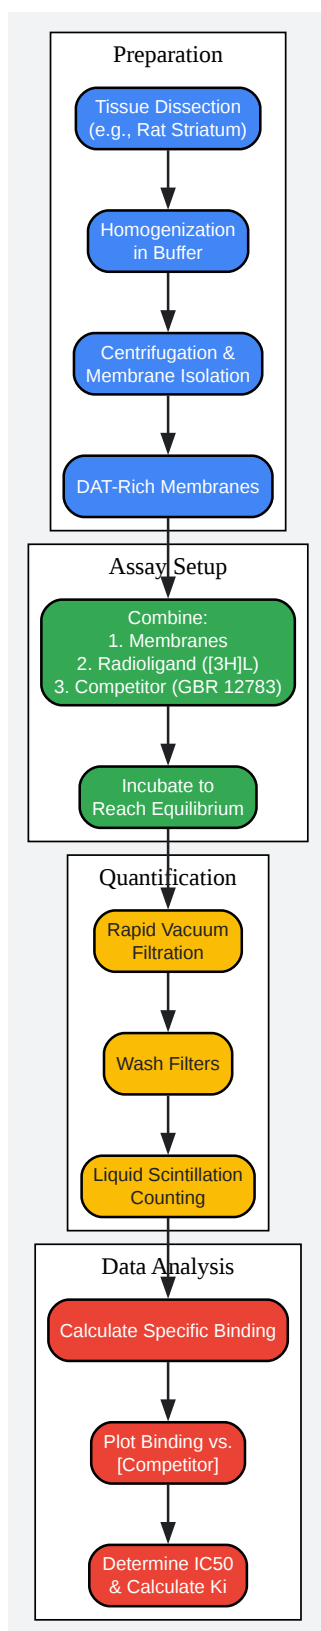 Preparation
Tissue Dissection
(e.g., Rat Striatum)
Homogenization
in Buffer
Centrifugation &
Membrane Isolation
DAT-Rich Membranes
Assay Setup
Combine:
1. Membranes
2. Radioligand ([3H]L)
3. Competitor (GBR 12783)
Incubate to
Reach Equilibrium
Quantification
Rapid Vacuum
Filtration
Wash Filters
Liquid Scintillation
Counting
Data Analysis
Calculate Specific Binding
Plot Binding vs.
[Competitor]
Determine IC50
& Calculate Ki